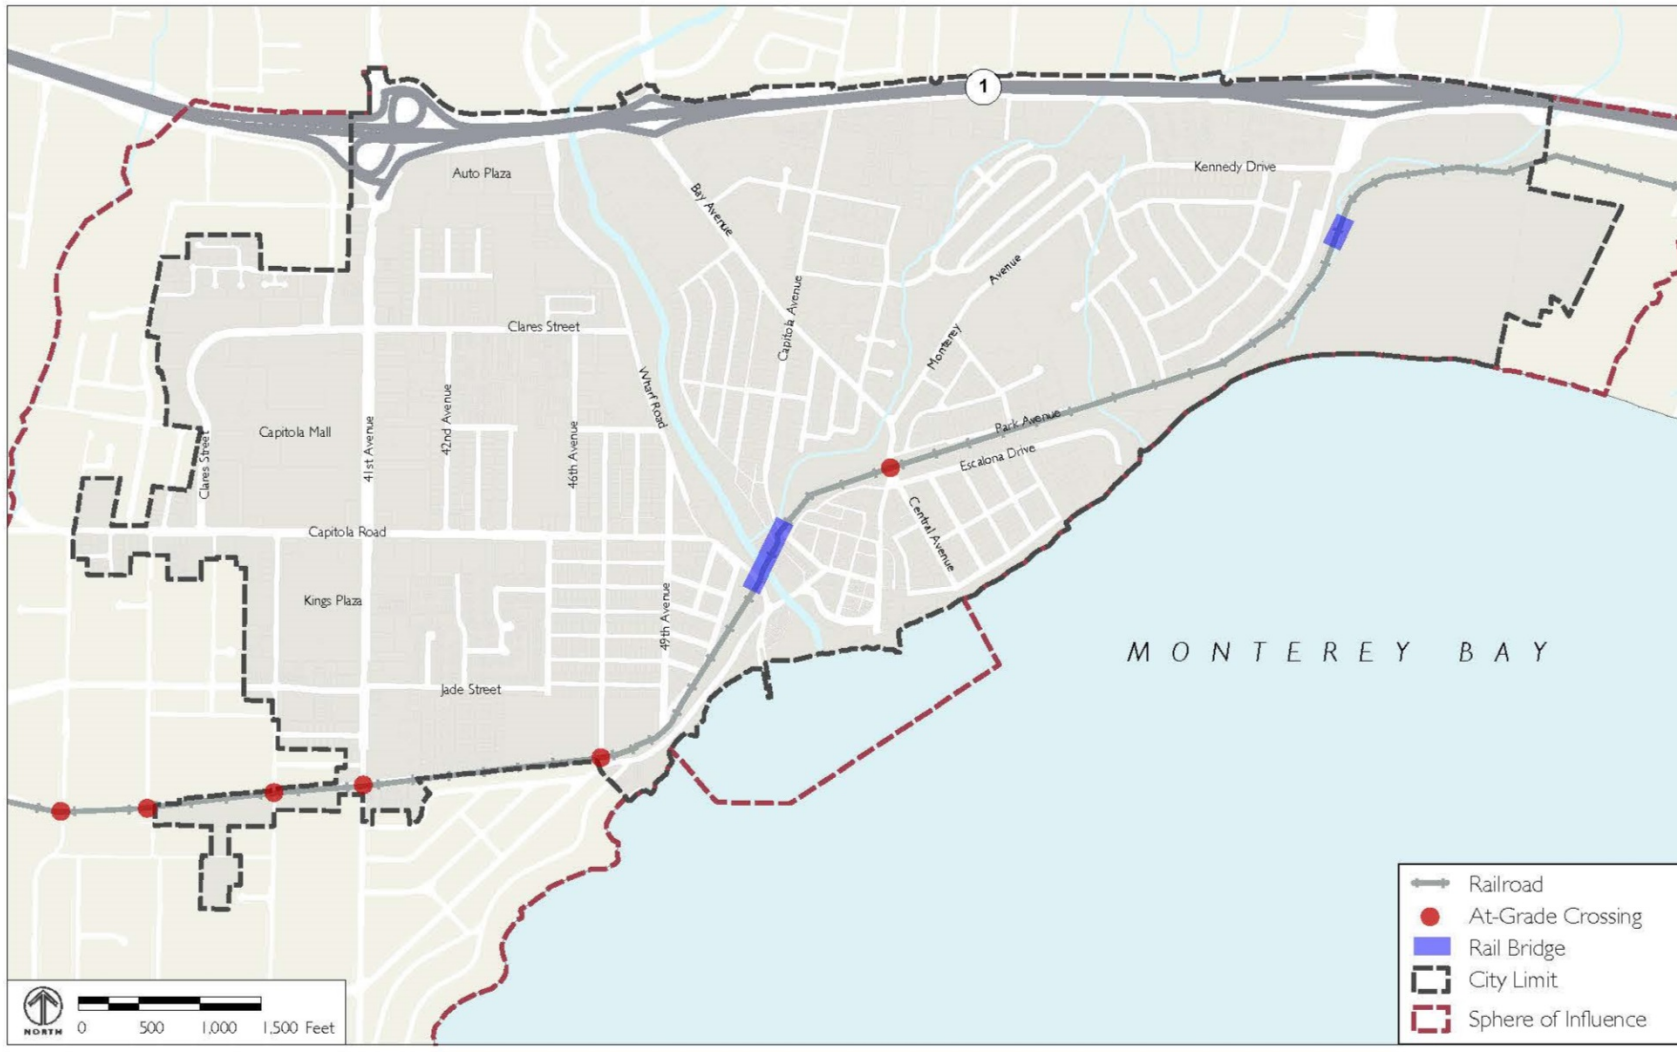 1
Auto Plaza
Kennedy Drive
Bay Avenue
Avenue
Monterey
Capitola Avenue
Clares Street
Wharf Road
Capitola Mall
41st Avenue
42nd Avenue
46th Avenue
Clares Street
Park Avenue
Escalona Drive
Central Avenue
Capitola Road
Kings Plaza
49th Avenue
Jade Street
MONTEREY BAY
Railroad
At-Grade Crossing
Rail Bridge
City Limit
Sphere of Influence
NORTH
0 500 1,000 1,500 Feet